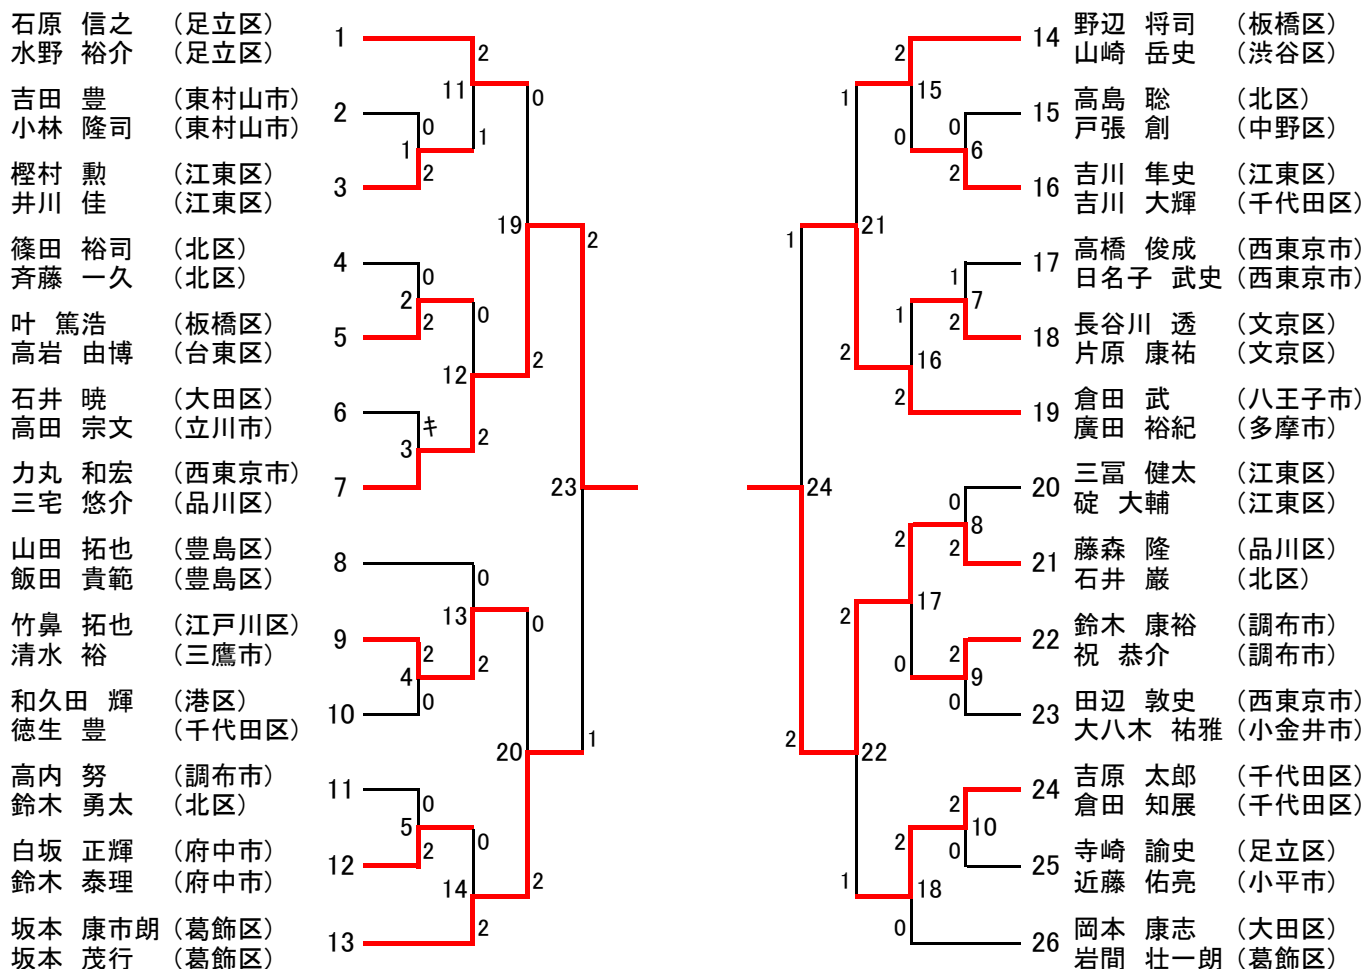 石原 信之 (足立区)
水野 裕介 (足立区)
1
吉田 豊 (東村山市)
小林 隆司 (東村山市)
2
樫村 勲 (江東区)
井川 佳 (江東区)
3
篠田 裕司 (北区)
斉藤 一久 (北区)
4
叶 篤浩 (板橋区)
高岩 由博 (台東区)
5
石井 暁 (大田区)
高田 宗文 (立川市)
6
力丸 和宏 (西東京市)
三宅 悠介 (品川区)
7
山田 拓也 (豊島区)
飯田 貴範 (豊島区)
8
竹鼻 拓也 (江戸川区)
清水 裕 (三鷹市)
9
和久田 輝 (港区)
徳生 豊 (千代田区)
10
高内 努 (調布市)
鈴木 勇太 (北区)
11
白坂 正輝 (府中市)
鈴木 泰理 (府中市)
12
坂本 康市朗 (葛飾区)
坂本 茂行 (葛飾区)
13
2
11
1
0
1
0
2
19
0
2
2
0
12
2
キ
3
2
2
23
0
13
2
0
2
4
0
20
1
0
5
2
0
14
2
2
14 野辺 将司 (板橋区)
山崎 岳史 (渋谷区)
15 高島 聡 (北区)
戸張 創 (中野区)
16 吉川 隼史 (江東区)
吉川 大輝 (千代田区)
17 高橋 俊成 (西東京市)
日名子 武史 (西東京市)
18 長谷川 透 (文京区)
片原 康祐 (文京区)
19 倉田 武 (八王子市)
廣田 裕紀 (多摩市)
20 三冨 健太 (江東区)
碇 大輔 (江東区)
21 藤森 隆 (品川区)
石井 巌 (北区)
22 鈴木 康裕 (調布市)
祝 恭介 (調布市)
23 田辺 敦史 (西東京市)
大八木 祐雅 (小金井市)
24 吉原 太郎 (千代田区)
倉田 知展 (千代田区)
25 寺崎 諭史 (足立区)
近藤 佑亮 (小平市)
26 岡本 康志 (大田区)
岩間 壮一朗 (葛飾区)
2
1
15
0
0
6
2
1
21
1
7
2
1
16
2
2
24
0
8
2
2
17
2
0
2
9
0
2
22
2
10
0
2
1
18
0